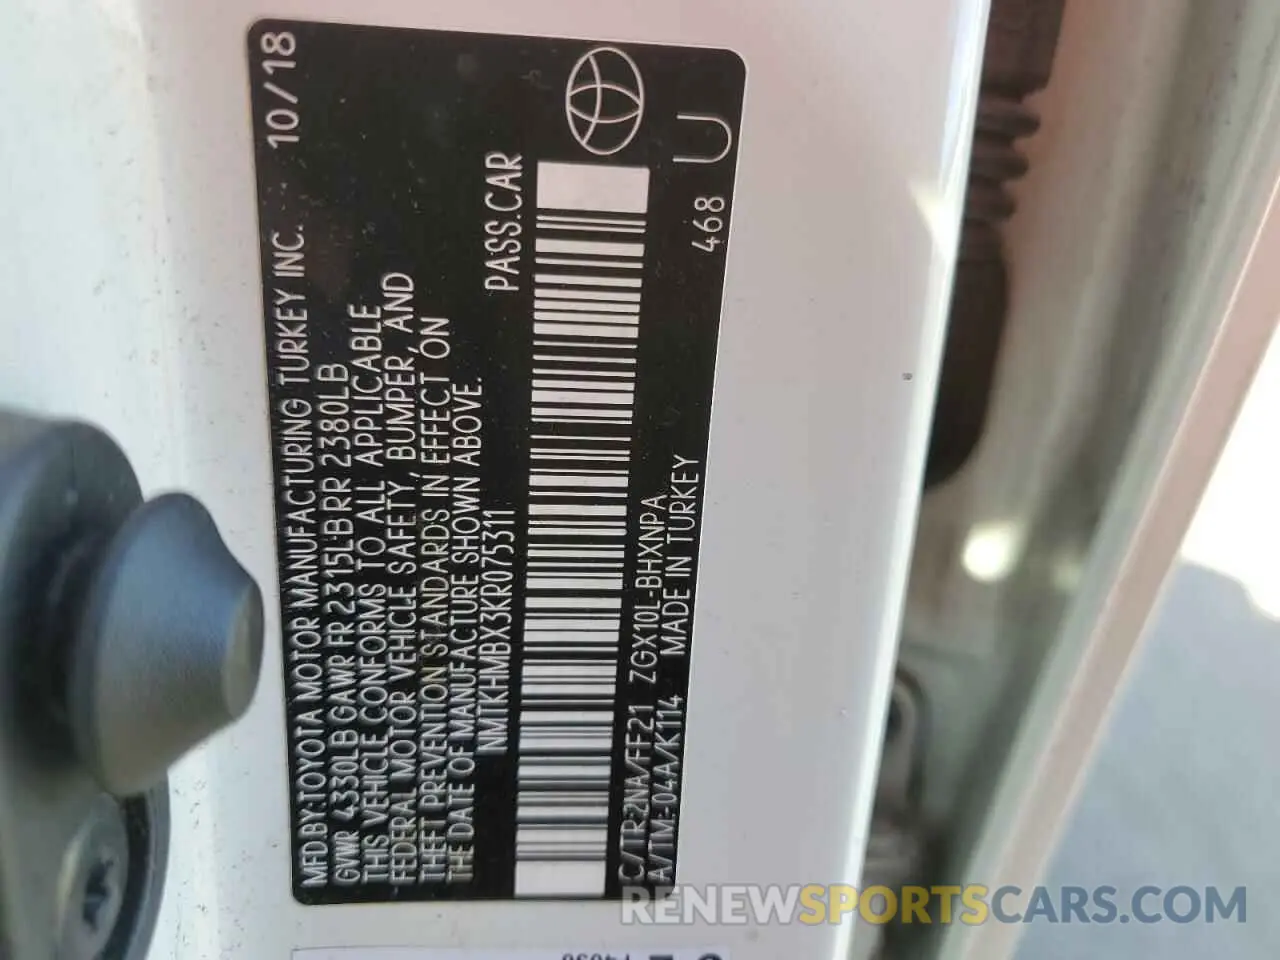 MFD.BY:TOYOTA MOTOR MANUFACTURING TURKEY INC. 10/18
GVWR 4330LB GAWR FR 2315LB RR 2380LB
THIS VEHICLE CONFORMS TO ALL APPLICABLE
FEDERAL MOTOR VEHICLE SAFETY, BUMPER, AND
THEFT PREVENTION STANDARDS IN EFFECT ON
THE DATE OF MANUFACTURE SHOWN ABOVE.
NMTKHMBX3KR075311 PASS.CAR
C/TR:2NA/FF21 ZGX10L-BHXNPA
A/TM:-04A/K114 MADE IN TURKEY 468 U
RENEWSPORTSCARS.COM